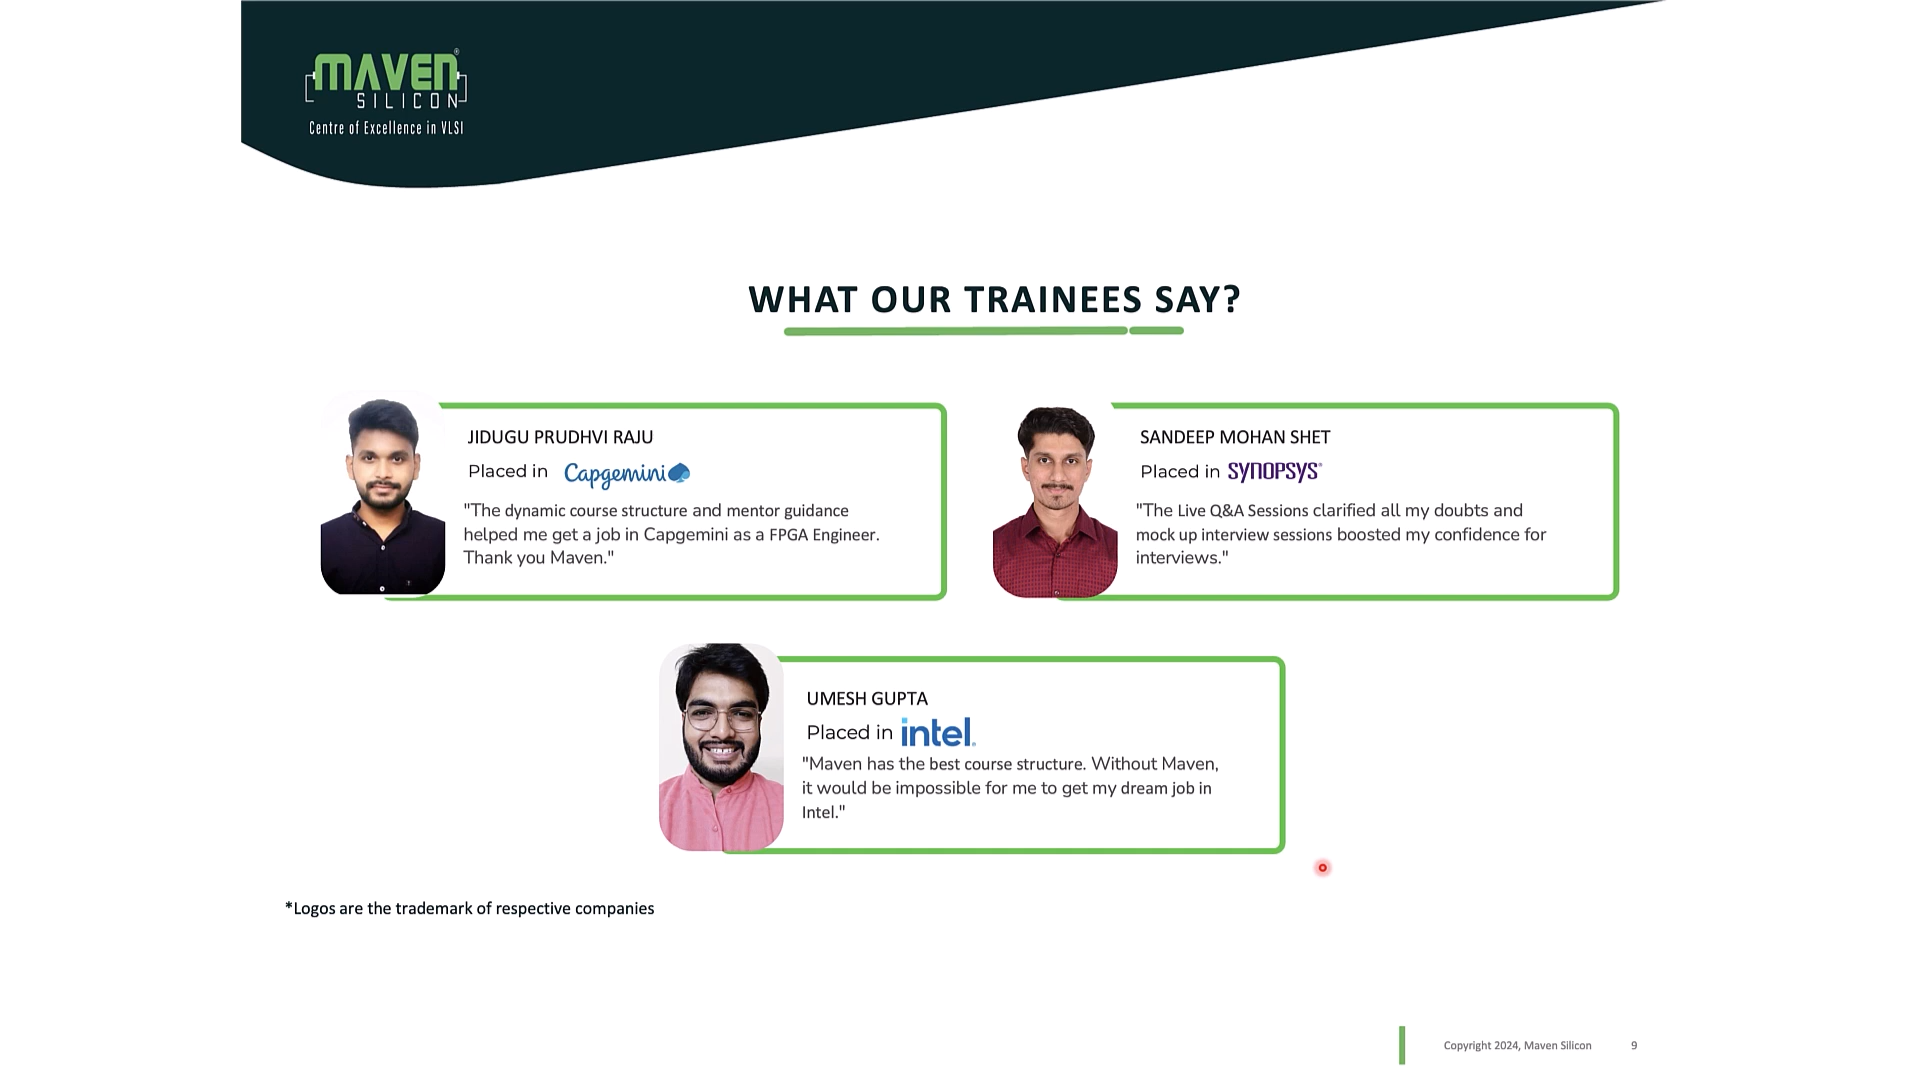 MAVEN®
SILICON
Centre of Excellence in VLSI
WHAT OUR TRAINEES SAY?
JIDUGU PRUDHVI RAJU
Placed in Capgemini
"The dynamic course structure and mentor guidance
helped me get a job in Capgemini as a FPGA Engineer.
Thank you Maven."
SANDEEP MOHAN SHET
Placed in SYNOPSYS®
"The Live Q&A Sessions clarified all my doubts and
mock up interview sessions boosted my confidence for
interviews."
UMESH GUPTA
Placed in intel.
"Maven has the best course structure. Without Maven,
it would be impossible for me to get my dream job in
Intel."
*Logos are the trademark of respective companies
Copyright 2024, Maven Silicon 9